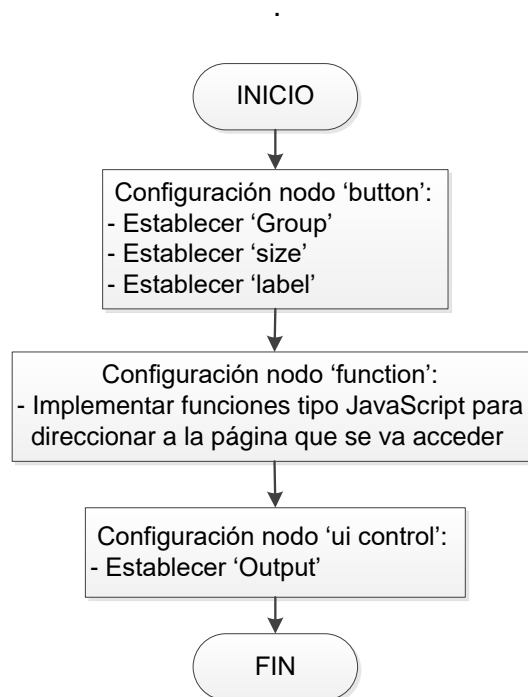 .
INICIO
Configuración nodo ‘button’:
- Establecer ‘Group’
- Establecer ‘size’
- Establecer ‘label’
Configuración nodo ‘function’:
- Implementar funciones tipo JavaScript para
direccionar a la página que se va acceder
Configuración nodo ‘ui control’:
- Establecer ‘Output’
FIN